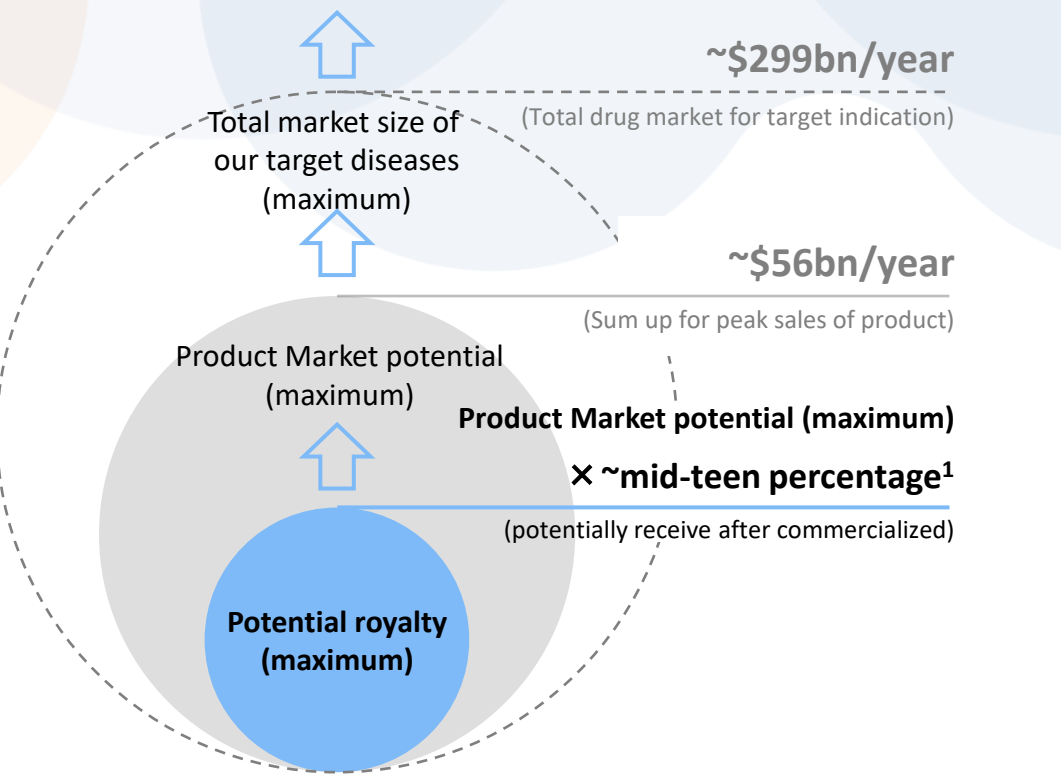 ~$299bn/year
Total market size of
our target diseases
(maximum)
(Total drug market for target indication)
~$56bn/year
(Sum up for peak sales of product)
Product Market potential
(maximum)
Product Market potential (maximum)
× ~mid-teen percentage¹
(potentially receive after commercialized)
Potential royalty
(maximum)